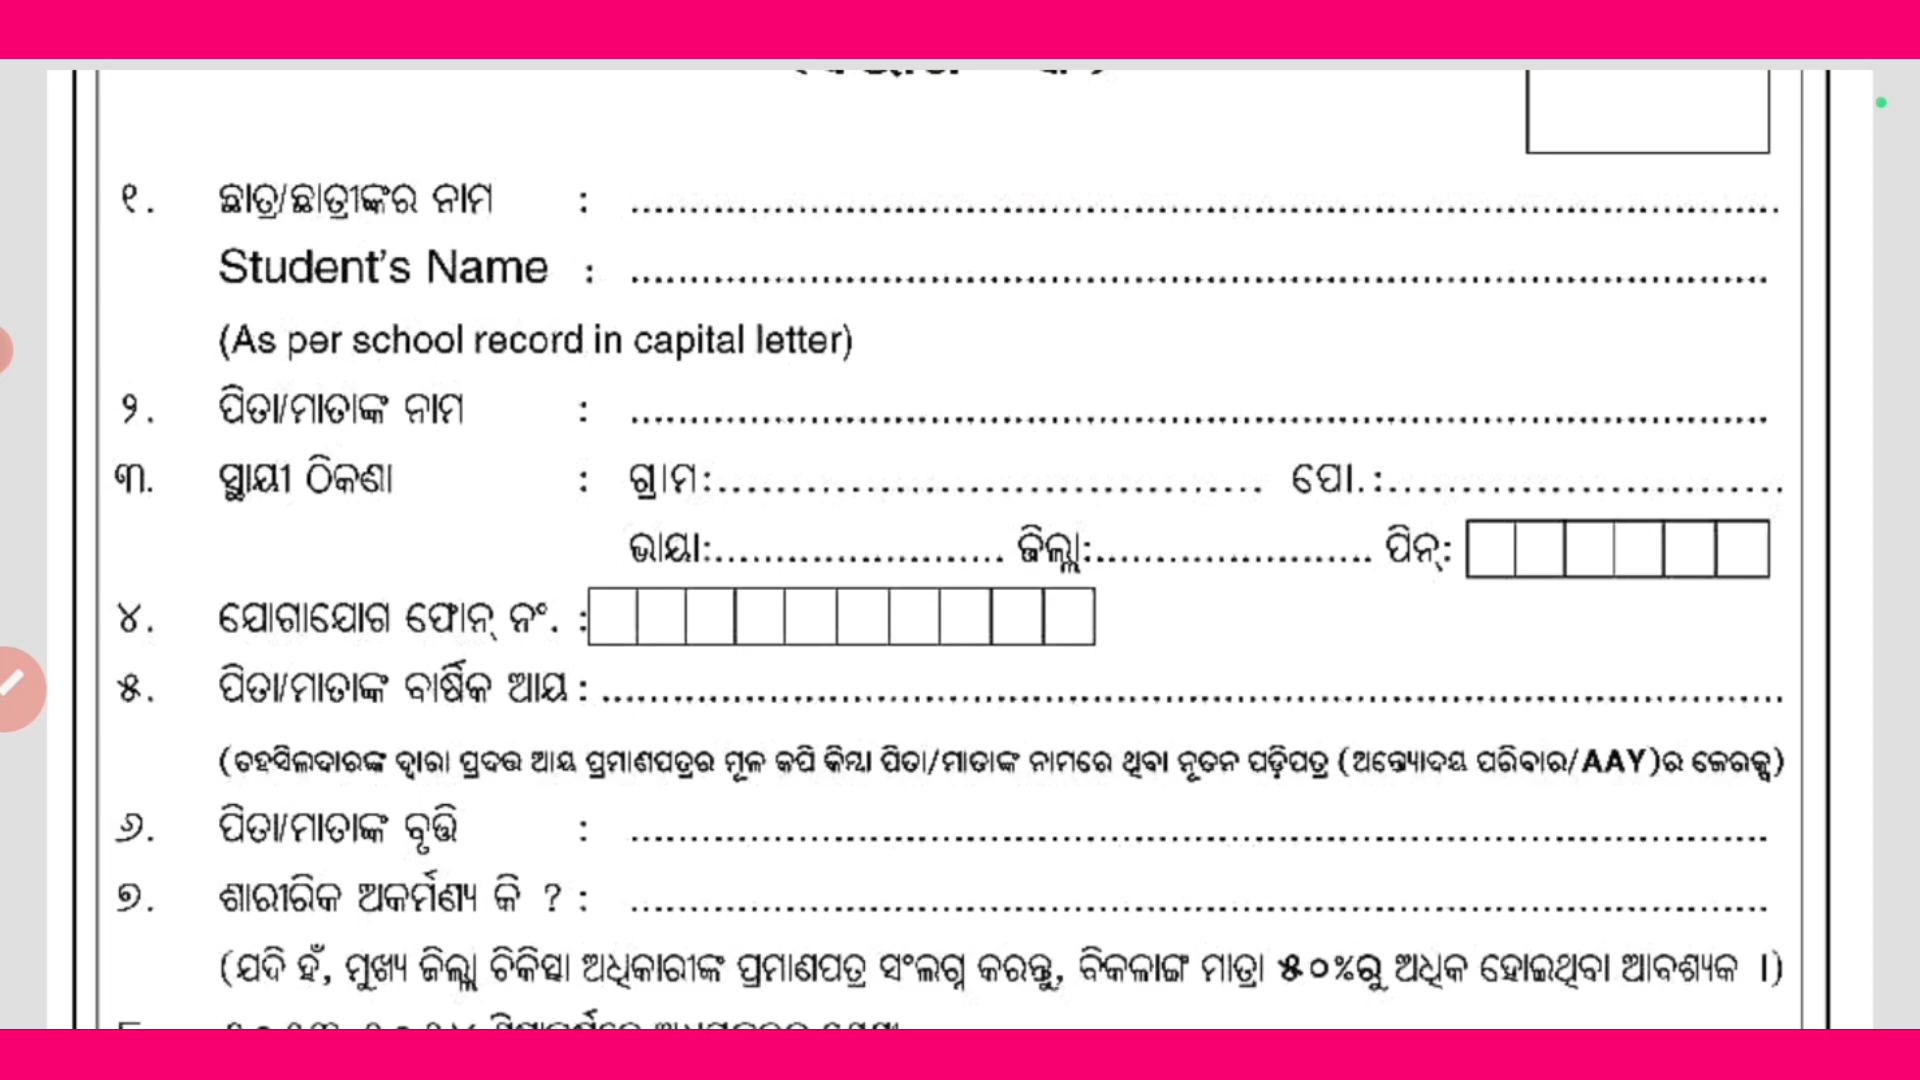 ୧. ଛାତ୍ର/ଛାତ୍ରୀଙ୍କର ନାମ : ........................................
Student's Name : ........................................
(As per school record in capital letter)
୨. ପିତା/ମାତାଙ୍କ ନାମ : ........................................
୩. ସ୍ଥାୟୀ ଠିକଣା : ଗ୍ରାମ:........................................ ପୋ.:........................................
ଭାୟା:........................ ଜିଲ୍ଲା:........................ ପିନ୍:
୪. ଯୋଗାଯୋଗ ଫୋନ୍ ନଂ. :
୫. ପିତା/ମାତାଙ୍କ ବାର୍ଷିକ ଆୟ : ........................................
(ତହସିଲଦାରଙ୍କ ଦ୍ୱାରା ପ୍ରଦତ୍ତ ଆୟ ପ୍ରମାଣପତ୍ରର ମୂଳ କପି କିମ୍ବା ପିତା/ମାତାଙ୍କ ନାମରେ ଥିବା ନୂତନ ପଡ଼ିପତ୍ର (ଅନ୍ତ୍ୟୋଦୟ ପରିବାର/AAY)ର ଜେରକ୍ସ)
୬. ପିତା/ମାତାଙ୍କ ବୃତ୍ତି : ........................................
୭. ଶାରୀରିକ ଅକର୍ମଣ୍ୟ କି ? : ........................................
(ଯଦି ହଁ, ମୁଖ୍ୟ ଜିଲ୍ଲା ଚିକିତ୍ସା ଅଧିକାରୀଙ୍କ ପ୍ରମାଣପତ୍ର ସଂଲଗ୍ନ କରନ୍ତୁ, ବିକଳାଙ୍ଗ ମାତ୍ରା ୫୦%ରୁ ଅଧିକ ହୋଇଥିବା ଆବଶ୍ୟକ ।)